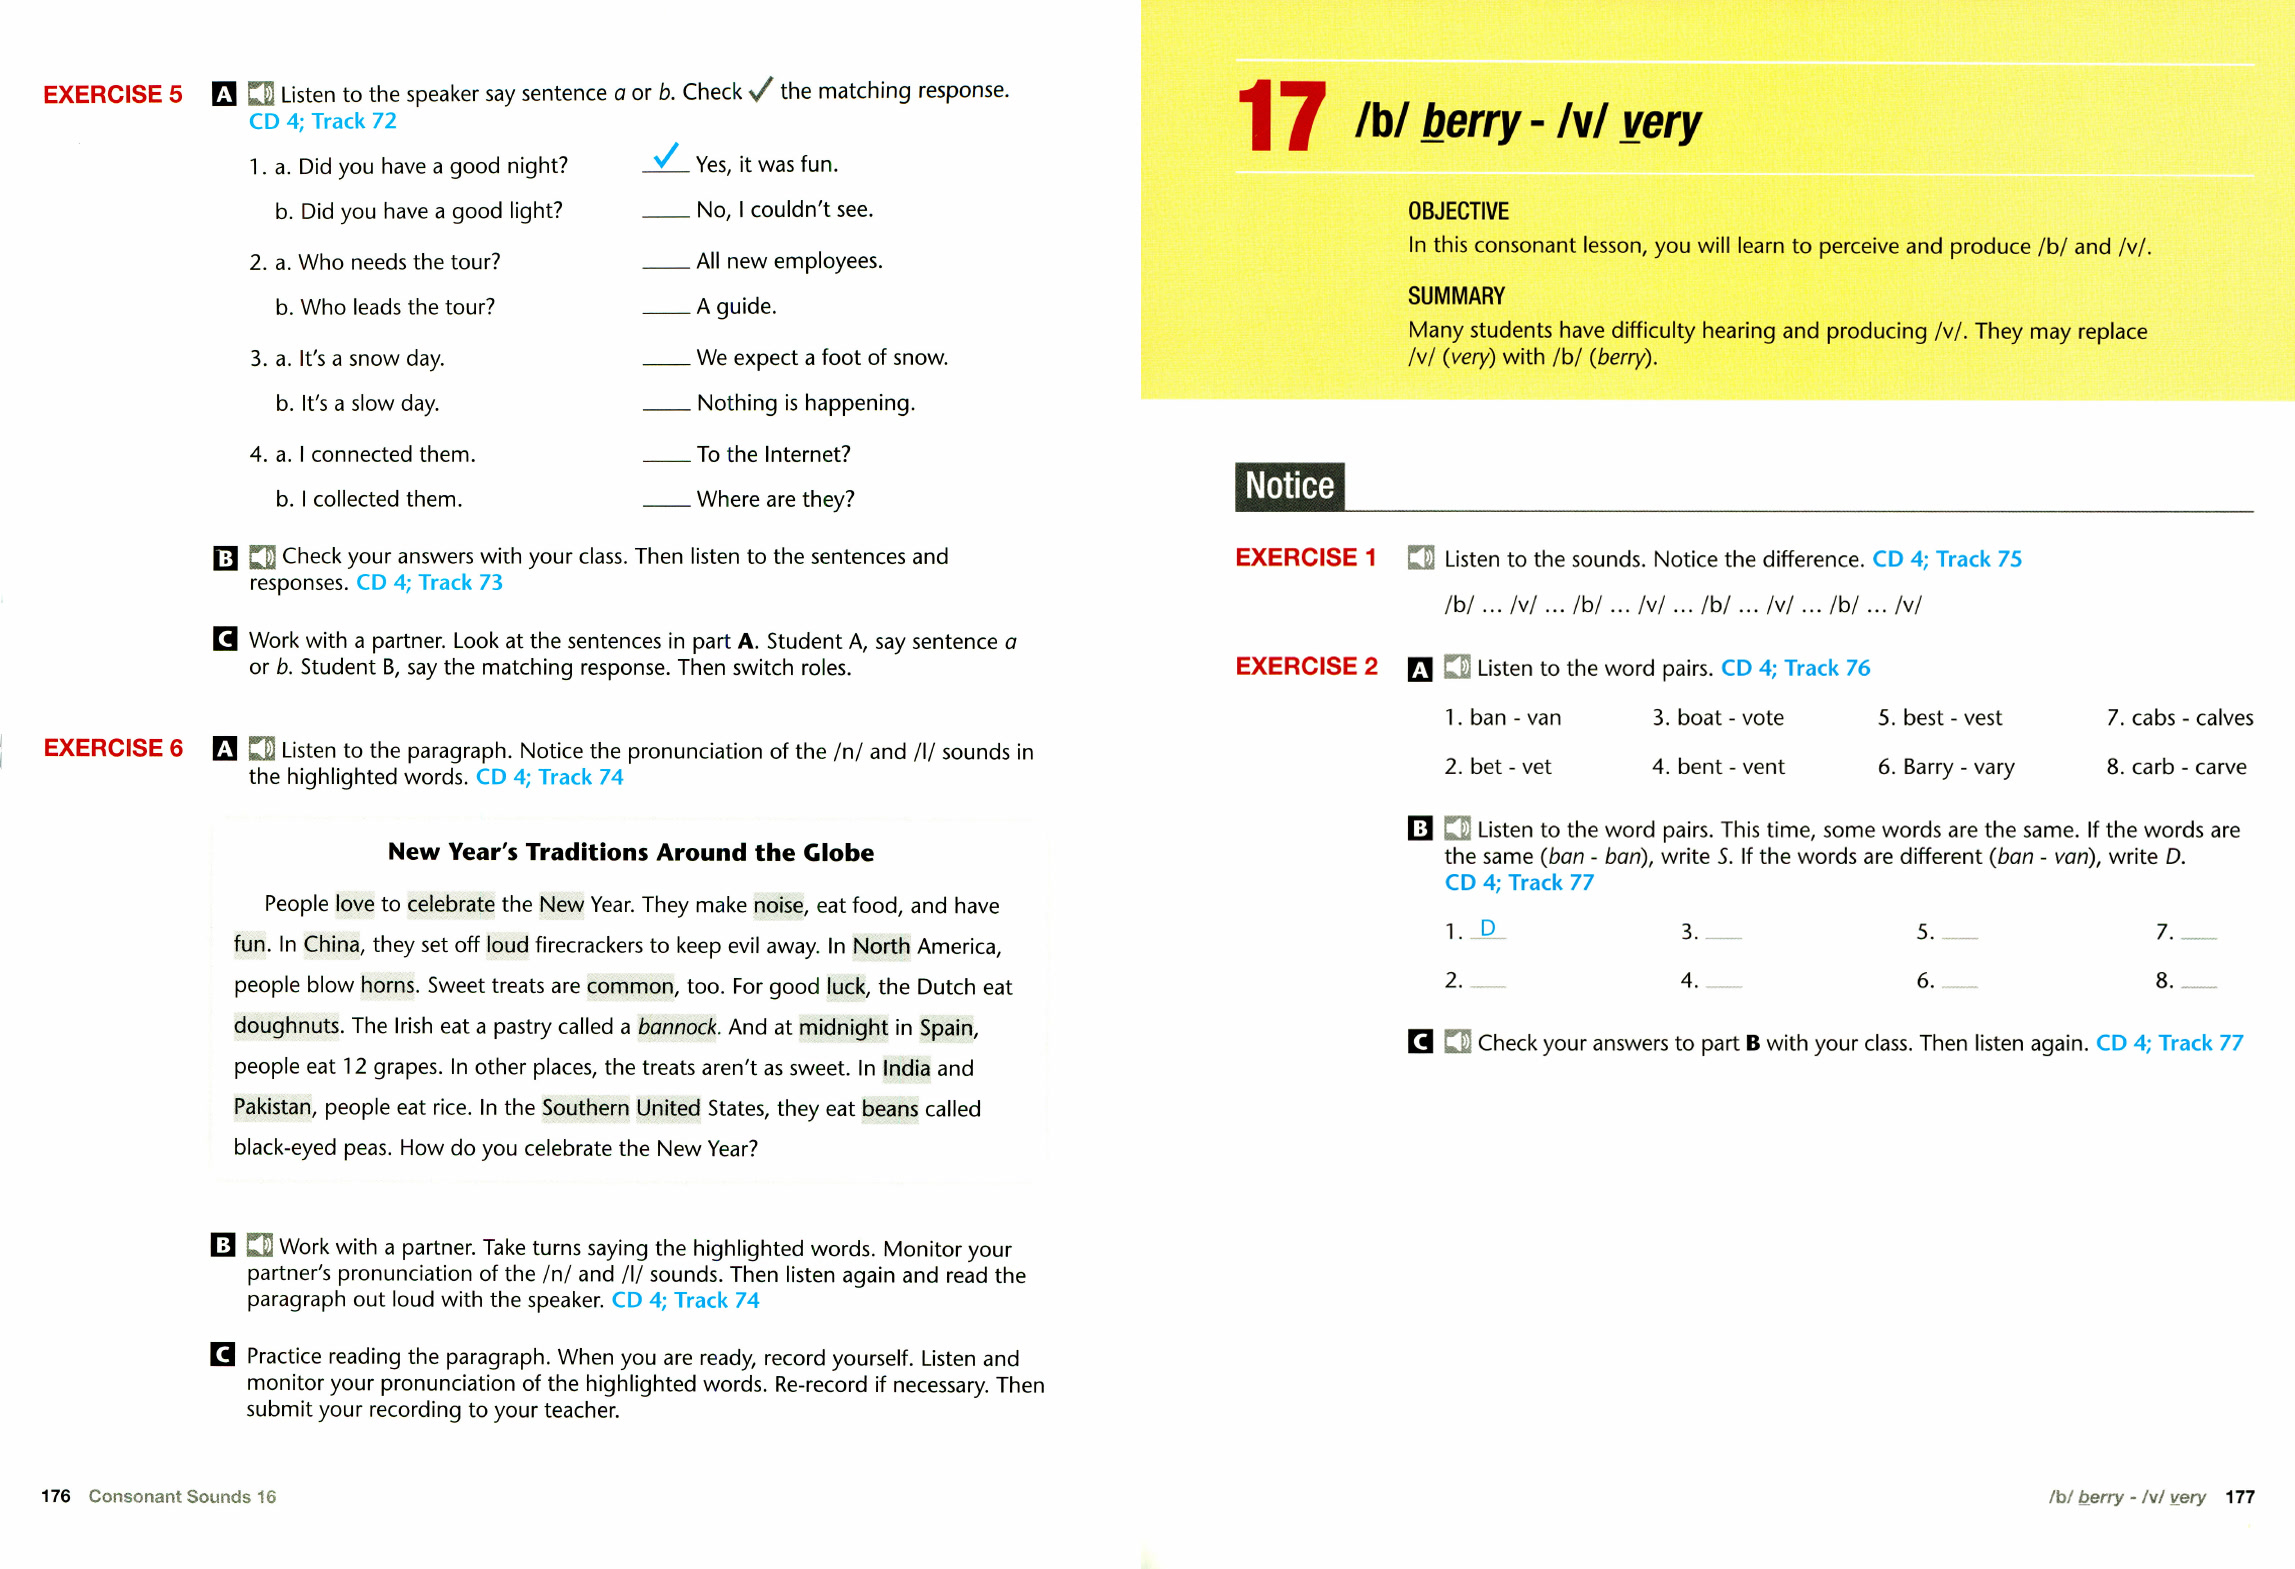 EXERCISE 5 A Listen to the speaker say sentence a or b. Check ✓ the matching response.
CD 4; Track 72
1. a. Did you have a good night? ✓ Yes, it was fun.
b. Did you have a good light? ____ No, I couldn't see.
2. a. Who needs the tour? ____ All new employees.
b. Who leads the tour? ____ A guide.
3. a. It's a snow day. ____ We expect a foot of snow.
b. It's a slow day. ____ Nothing is happening.
4. a. I connected them. ____ To the Internet?
b. I collected them. ____ Where are they?
B Check your answers with your class. Then listen to the sentences and
responses. CD 4; Track 73
C Work with a partner. Look at the sentences in part A. Student A, say sentence a
or b. Student B, say the matching response. Then switch roles.
EXERCISE 6 A Listen to the paragraph. Notice the pronunciation of the /n/ and /l/ sounds in
the highlighted words. CD 4; Track 74
New Year's Traditions Around the Globe
People love to celebrate the New Year. They make noise, eat food, and have
fun. In China, they set off loud firecrackers to keep evil away. In North America,
people blow horns. Sweet treats are common, too. For good luck, the Dutch eat
doughnuts. The Irish eat a pastry called a bannock. And at midnight in Spain,
people eat 12 grapes. In other places, the treats aren't as sweet. In India and
Pakistan, people eat rice. In the Southern United States, they eat beans called
black-eyed peas. How do you celebrate the New Year?
B Work with a partner. Take turns saying the highlighted words. Monitor your
partner's pronunciation of the /n/ and /l/ sounds. Then listen again and read the
paragraph out loud with the speaker. CD 4; Track 74
C Practice reading the paragraph. When you are ready, record yourself. Listen and
monitor your pronunciation of the highlighted words. Re-record if necessary. Then
submit your recording to your teacher.
176 Consonant Sounds 16
17 /b/ berry - /v/ very
OBJECTIVE
In this consonant lesson, you will learn to perceive and produce /b/ and /v/.
SUMMARY
Many students have difficulty hearing and producing /v/. They may replace
/v/ (very) with /b/ (berry).
Notice
EXERCISE 1 Listen to the sounds. Notice the difference. CD 4; Track 75
/b/ ... /v/ ... /b/ ... /v/ ... /b/ ... /v/ ... /b/ ... /v/
EXERCISE 2 A Listen to the word pairs. CD 4; Track 76
1. ban - van 3. boat - vote 5. best - vest 7. cabs - calves
2. bet - vet 4. bent - vent 6. Barry - vary 8. carb - carve
B Listen to the word pairs. This time, some words are the same. If the words are
the same (ban - ban), write S. If the words are different (ban - van), write D.
CD 4; Track 77
1. D 3. ___ 5. ___ 7. ___
2. ___ 4. ___ 6. ___ 8. ___
C Check your answers to part B with your class. Then listen again. CD 4; Track 77
/b/ berry - /v/ very 177